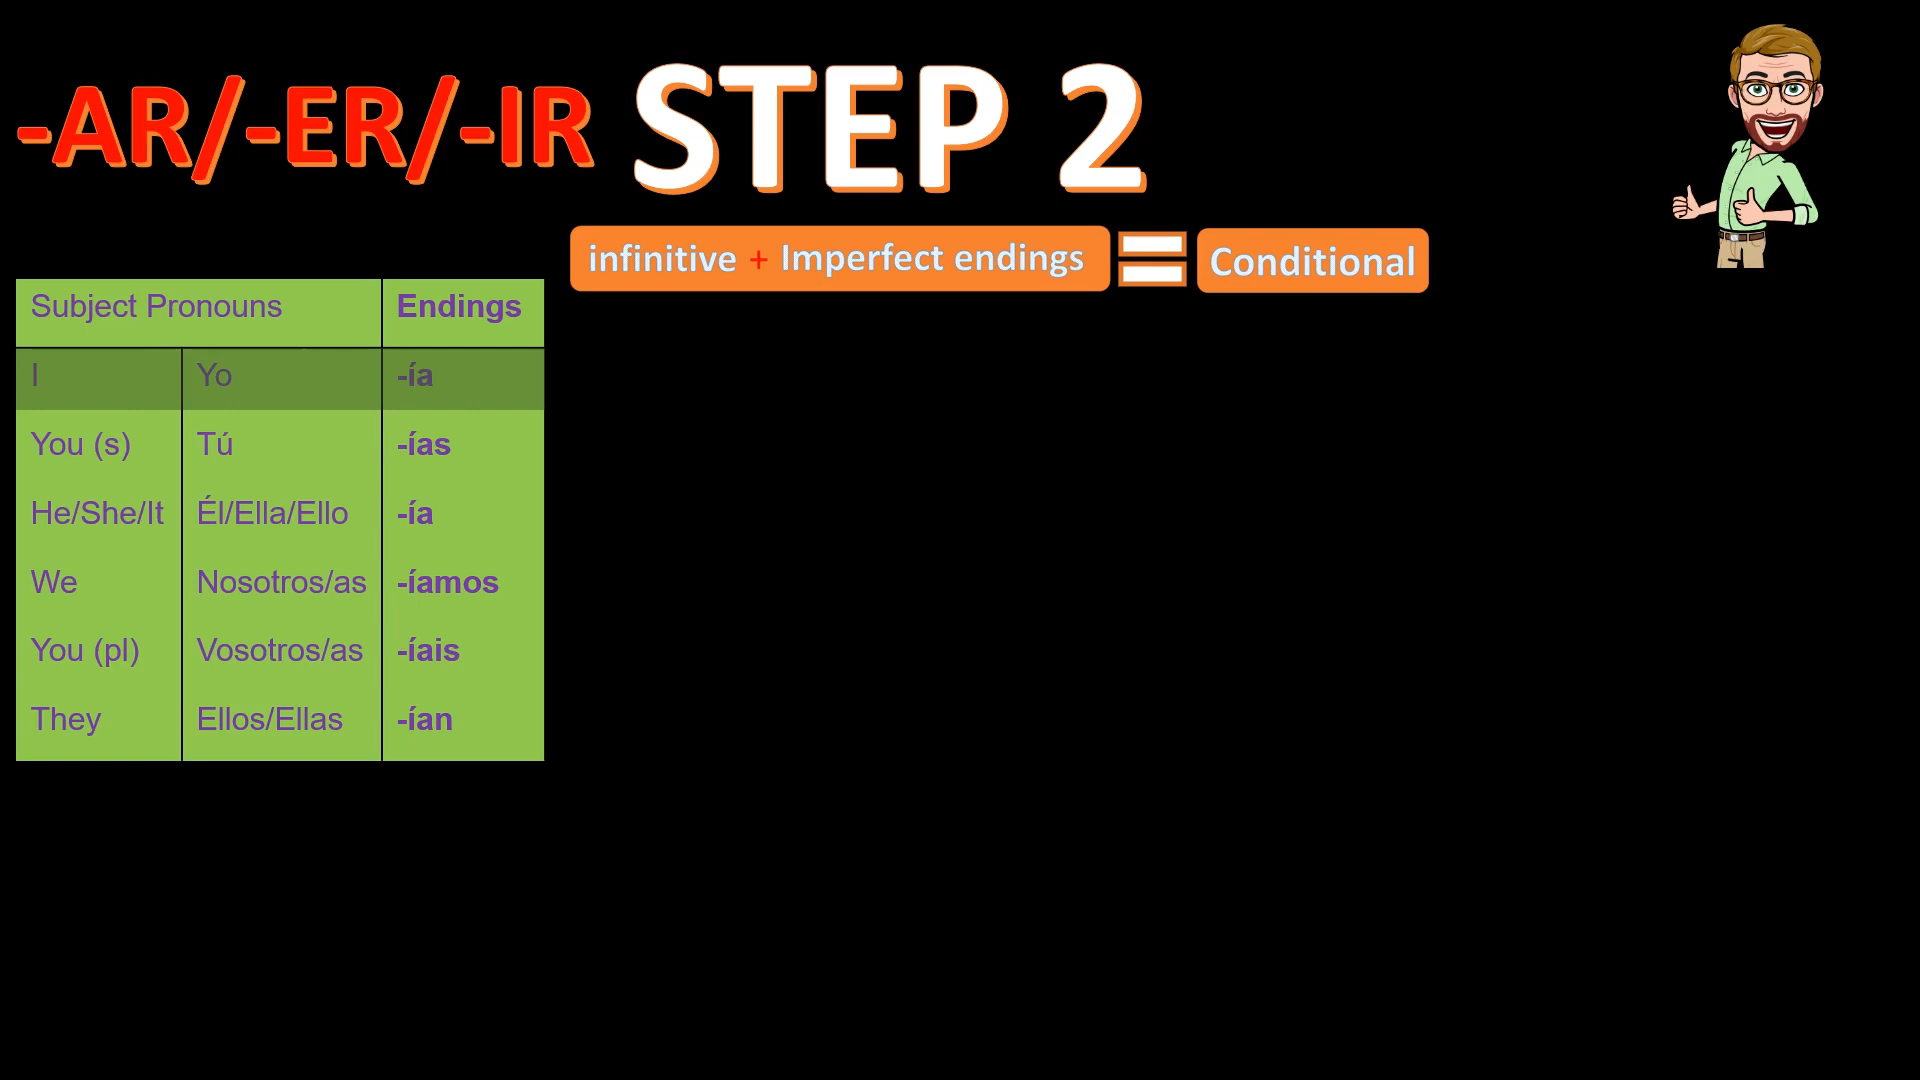 -AR/-ER/-IR STEP 2
infinitive + Imperfect endings = Conditional
Subject Pronouns Endings
I Yo -ía
You (s) Tú -ías
He/She/It Él/Ella/Ello -ía
We Nosotros/as -íamos
You (pl) Vosotros/as -íais
They Ellos/Ellas -ían